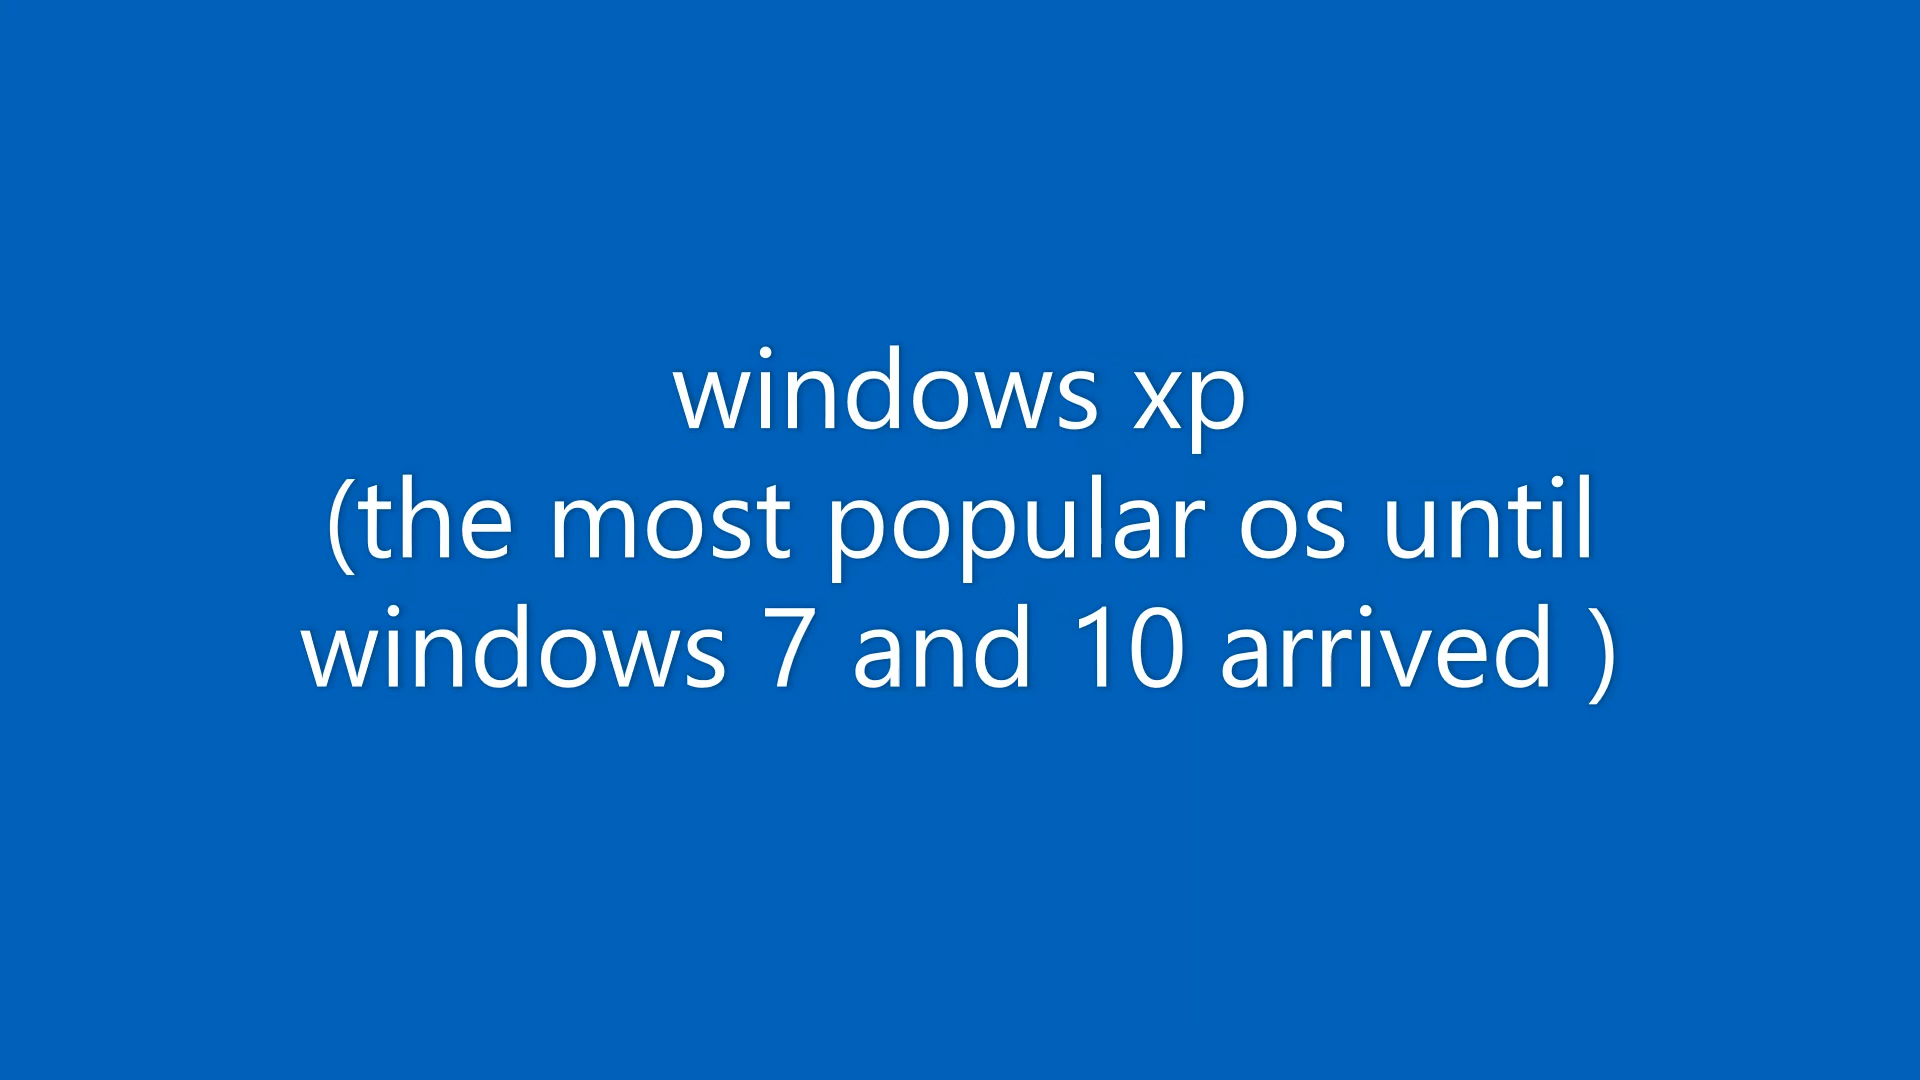 windows xp
(the most popular os until
windows 7 and 10 arrived )